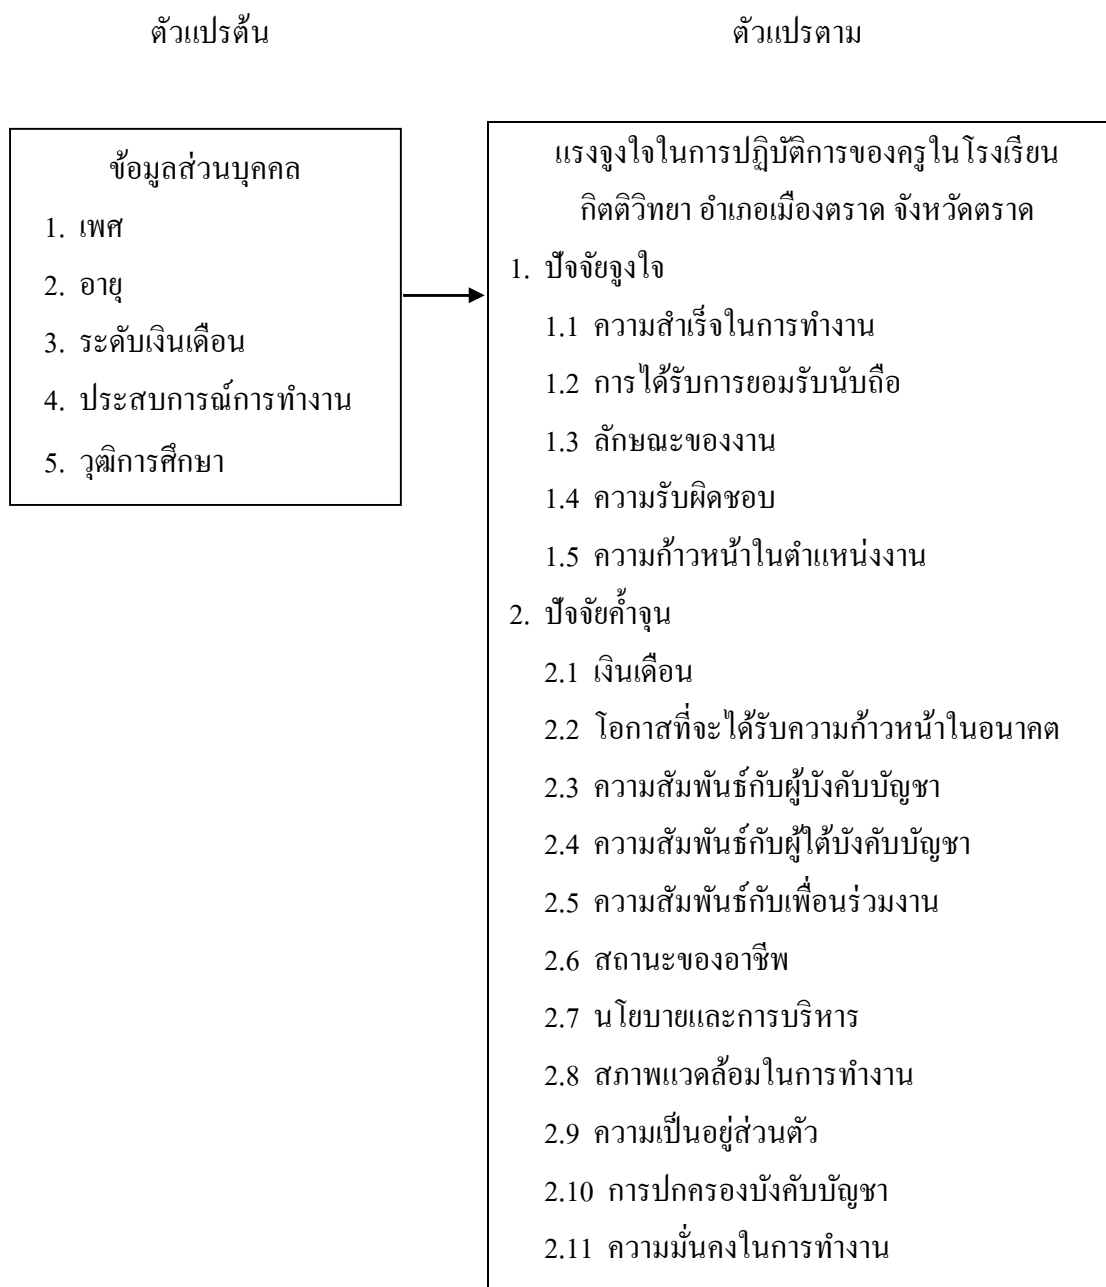 ตัวแปรต้น
ตัวแปรตาม
ข้อมูลส่วนบุคคล
1. เพศ
2. อายุ
3. ระดับเงินเดือน
4. ประสบการณ์การทำงาน
5. วุฒิการศึกษา
แรงจูงใจในการปฏิบัติการของครูในโรงเรียน
กิตติวิทยา อำเภอเมืองตราด จังหวัดตราด
1. ปัจจัยจูงใจ
1.1 ความสำเร็จในการทำงาน
1.2 การได้รับการยอมรับนับถือ
1.3 ลักษณะของงาน
1.4 ความรับผิดชอบ
1.5 ความก้าวหน้าในตำแหน่งงาน
2. ปัจจัยค้ำจุน
2.1 เงินเดือน
2.2 โอกาสที่จะได้รับความก้าวหน้าในอนาคต
2.3 ความสัมพันธ์กับผู้บังคับบัญชา
2.4 ความสัมพันธ์กับผู้ใต้บังคับบัญชา
2.5 ความสัมพันธ์กับเพื่อนร่วมงาน
2.6 สถานะของอาชีพ
2.7 นโยบายและการบริหาร
2.8 สภาพแวดล้อมในการทำงาน
2.9 ความเป็นอยู่ส่วนตัว
2.10 การปกครองบังคับบัญชา
2.11 ความมั่นคงในการทำงาน